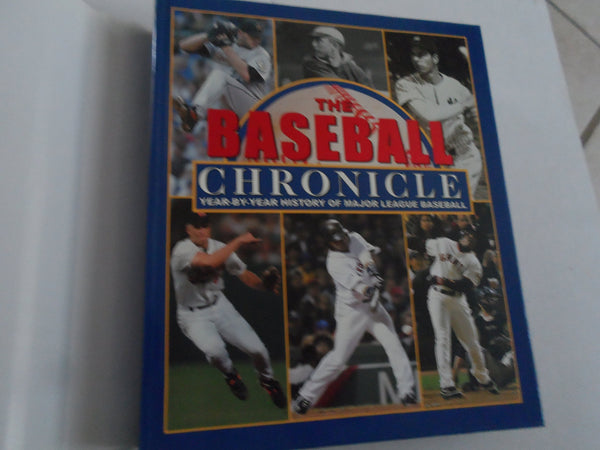 THE
BASEBALL
CHRONICLE
YEAR-BY-YEAR HISTORY OF MAJOR LEAGUE BASEBALL